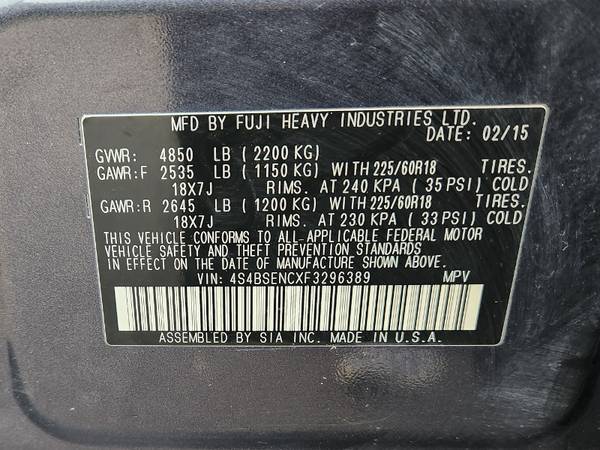 MFD BY FUJI HEAVY INDUSTRIES LTD.
DATE: 02/15
GVWR: 4850 LB (2200 KG)
GAWR:F 2535 LB (1150 KG) WITH 225/60R18 TIRES.
18X7J RIMS. AT 240 KPA (35 PSI) COLD
GAWR:R 2645 LB (1200 KG) WITH 225/60R18 TIRES.
18X7J RIMS. AT 230 KPA (33 PSI) COLD
THIS VEHICLE CONFORMS TO ALL-APPLICABLE FEDERAL MOTOR
VEHICLE SAFETY AND THEFT PREVENTION STANDARDS
IN EFFECT ON THE DATE OF MANUFACTURE SHOWN ABOVE.
VIN: 4S4BSENCXF3296389 MPV
ASSEMBLED BY SIA INC. MADE IN U.S.A.